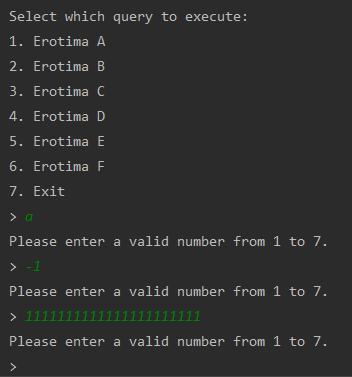 Select which query to execute:
1. Erotima A
2. Erotima B
3. Erotima C
4. Erotima D
5. Erotima E
6. Erotima F
7. Exit
> a
Please enter a valid number from 1 to 7.
> -1
Please enter a valid number from 1 to 7.
> 1111111111111111111111
Please enter a valid number from 1 to 7.
>